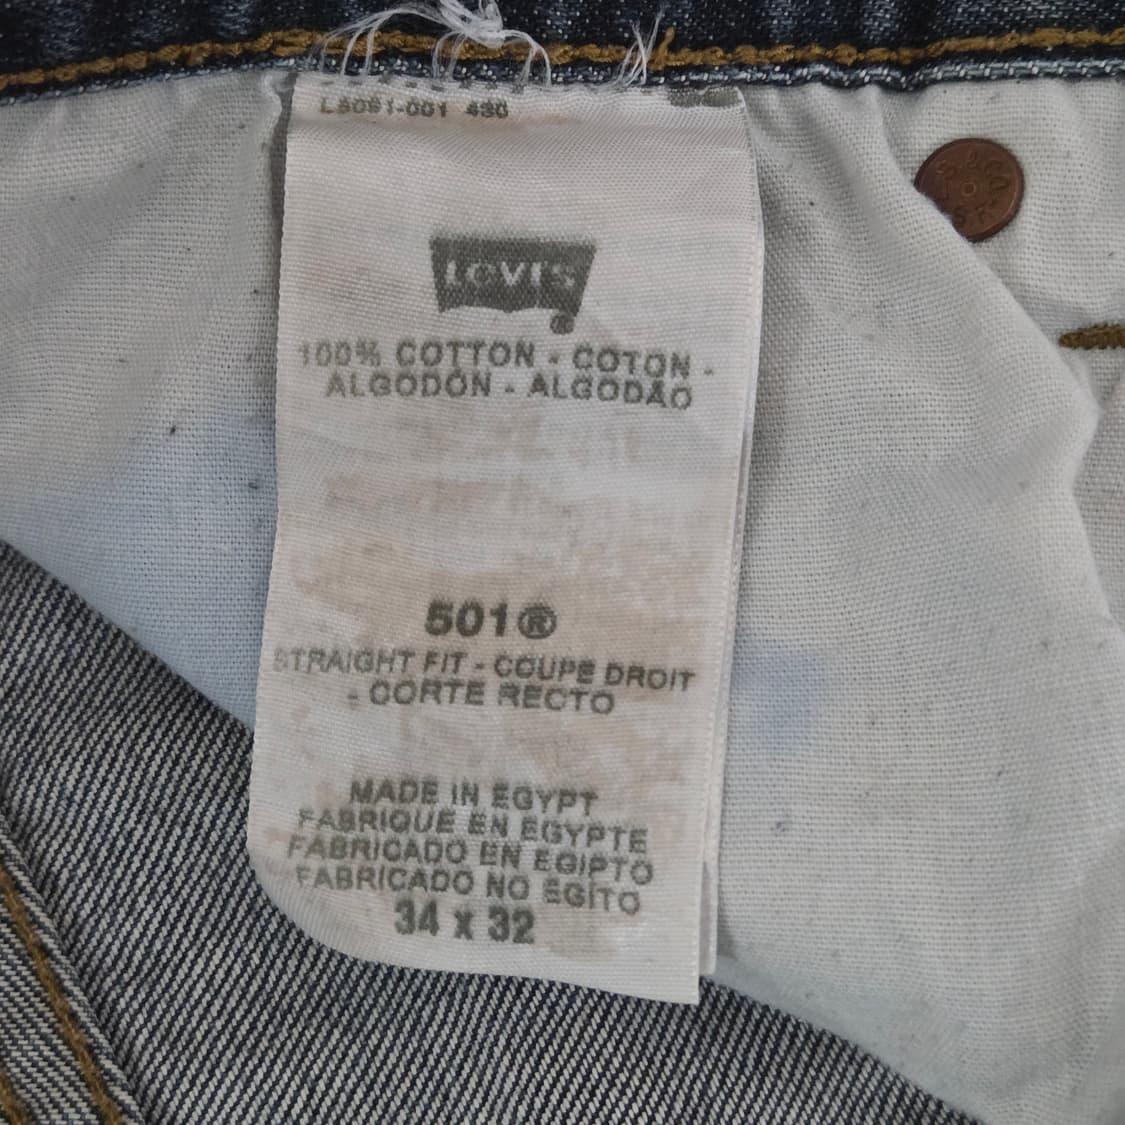 Levi's
®
100% COTTON - COTON -
ALGODÓN - ALGODÃO
501®
STRAIGHT FIT - COUPE DROIT
- CORTE RECTO
MADE IN EGYPT
FABRIQUE EN EGYPTE
FABRICADO EN EGIPTO
FABRICADO NO EGITO
34 x 32